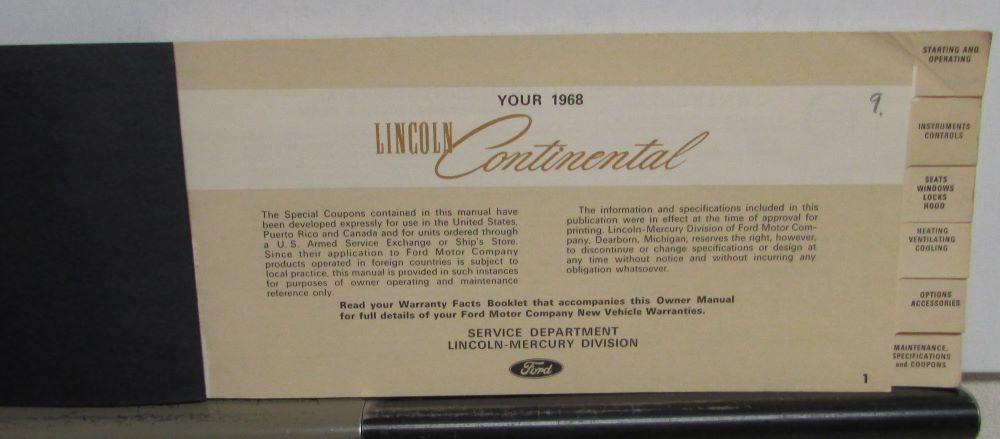 YOUR 1968
9.
LINCOLN Continental
The Special Coupons contained in this manual have
been developed expressly for use in the United States,
Puerto Rico and Canada and for units ordered through
a U.S. Armed Service Exchange or Ship's Store.
Since their application to Ford Motor Company
products operated in foreign countries is subject to
local practice, this manual is provided in such instances
for purposes of owner operating and maintenance
reference only.
The information and specifications included in this
publication were in effect at the time of approval for
printing. Lincoln-Mercury Division of Ford Motor Com-
pany, Dearborn, Michigan, reserves the right, however,
to discontinue or change specifications or design at
any time without notice and without incurring any
obligation whatsoever.
Read your Warranty Facts Booklet that accompanies this Owner Manual
for full details of your Ford Motor Company New Vehicle Warranties.
SERVICE DEPARTMENT
LINCOLN-MERCURY DIVISION
Ford
1
STARTING AND
OPERATING
INSTRUMENTS
CONTROLS
SEATS
WINDOWS
LOCKS
HOOD
HEATING
VENTILATING
COOLING
OPTIONS
ACCESSORIES
MAINTENANCE,
SPECIFICATIONS
and COUPONS